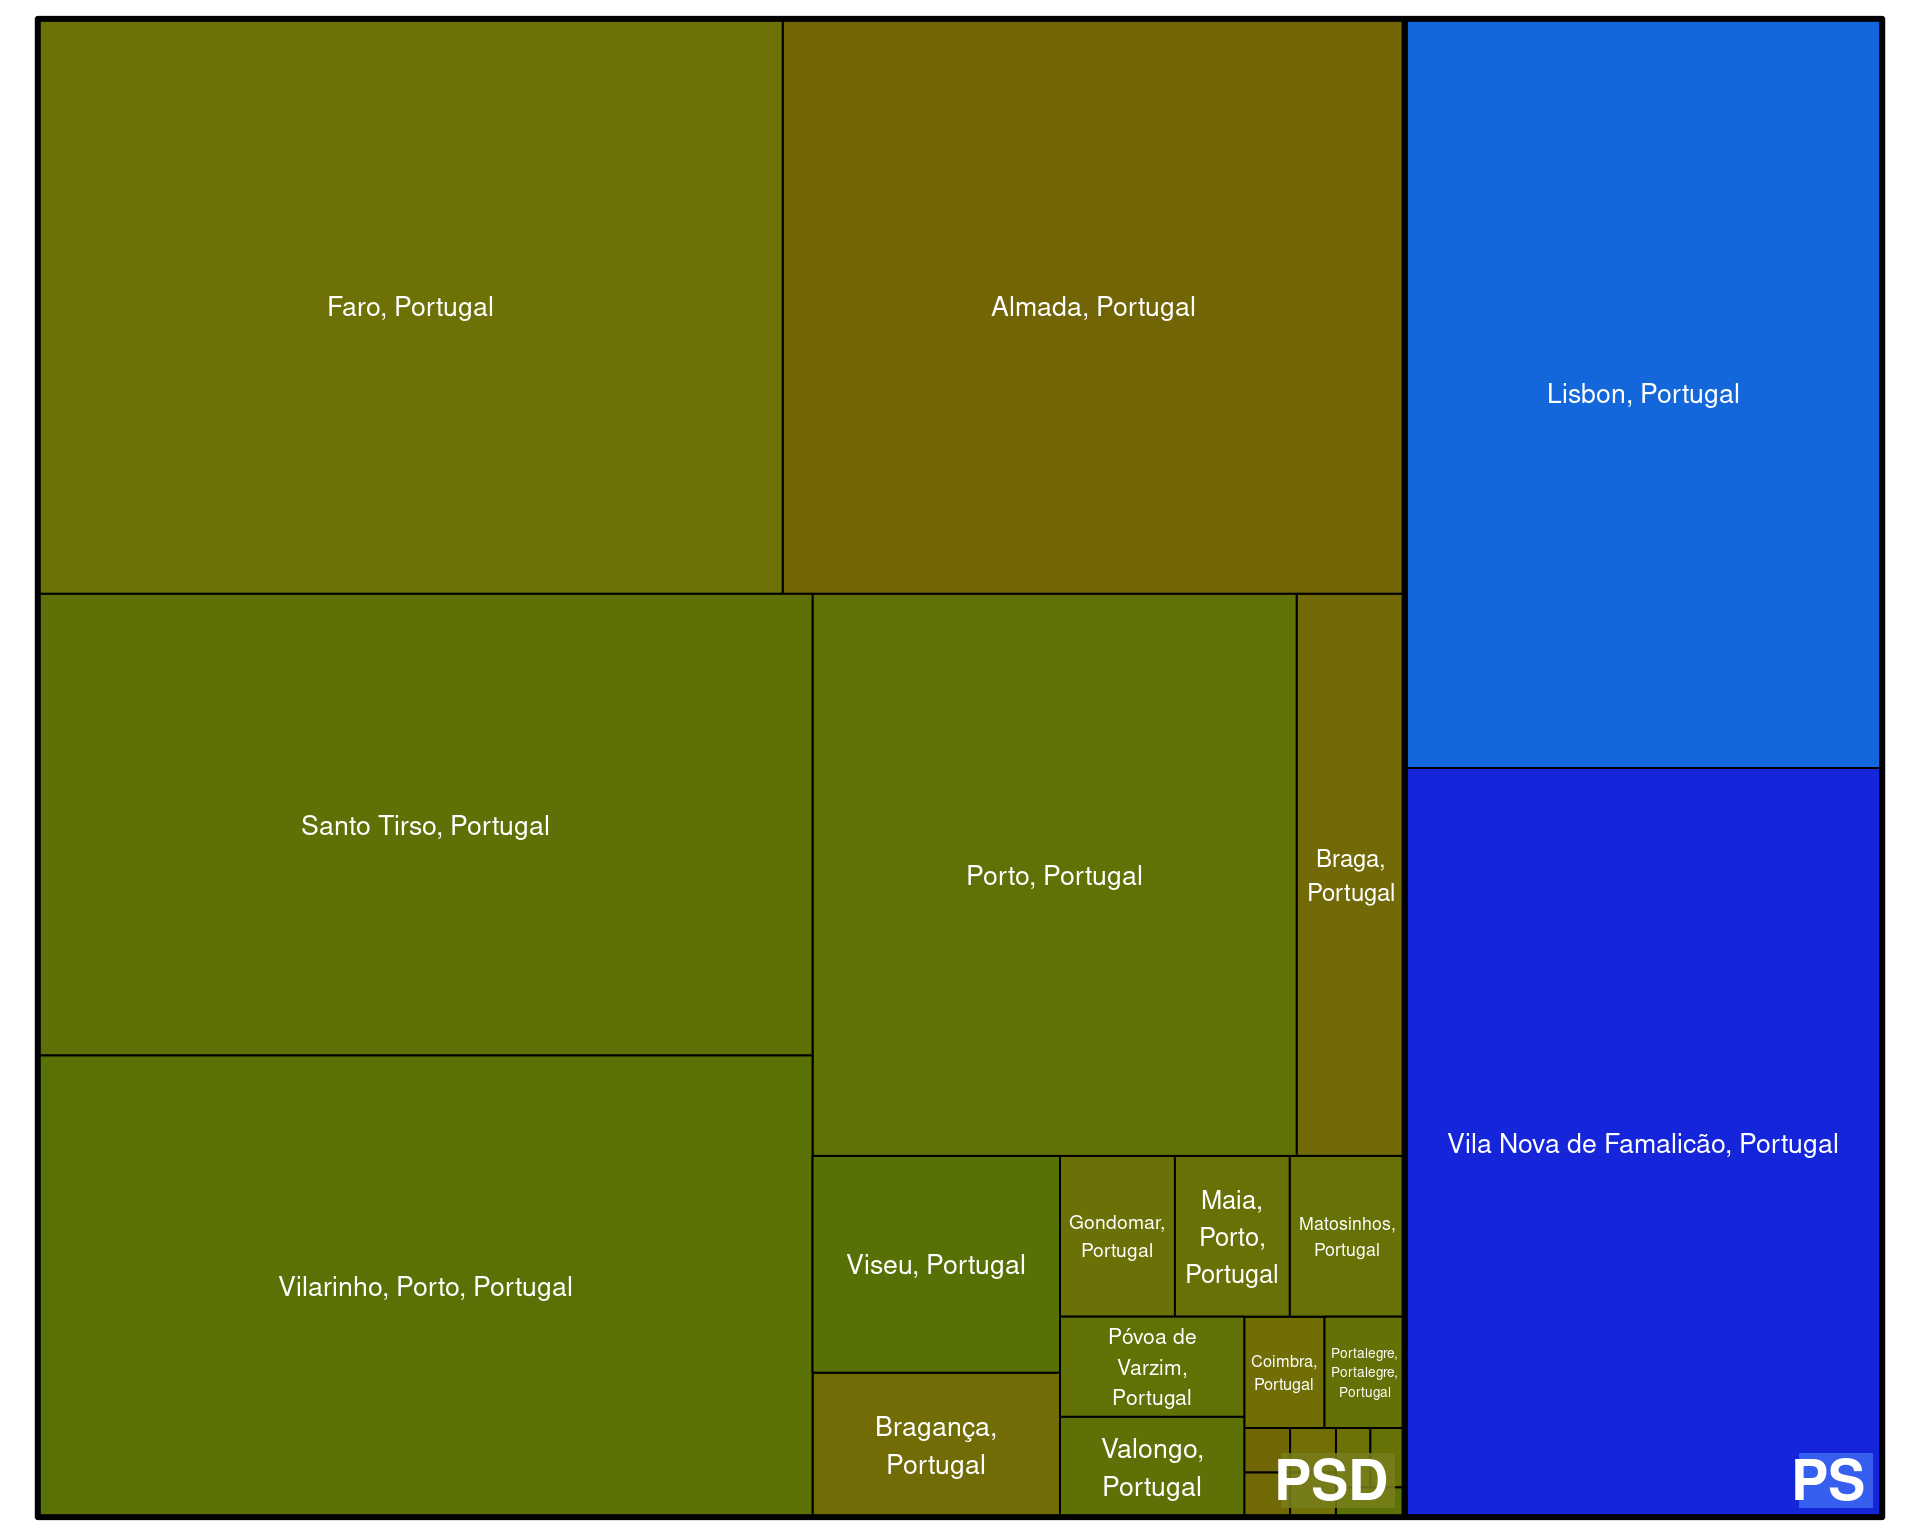 Faro, Portugal
Almada, Portugal
Lisbon, Portugal
Santo Tirso, Portugal
Porto, Portugal
Braga,
Portugal
Vila Nova de Famalicão, Portugal
Vilarinho, Porto, Portugal
Viseu, Portugal
Gondomar,
Portugal
Maia,
Porto,
Portugal
Matosinhos,
Portugal
Póvoa de
Varzim,
Portugal
Coimbra,
Portugal
Portalegre,
Portalegre,
Portugal
Bragança,
Portugal
Valongo,
Portugal
PSD
PS